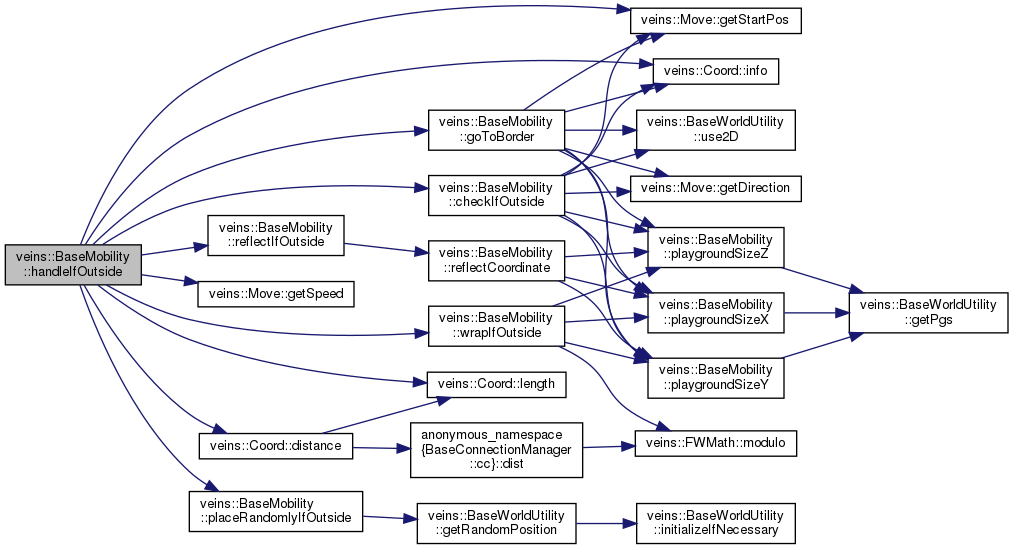 veins::BaseMobility
::handleIfOutside
veins::BaseMobility
::reflectIfOutside
veins::Move::getSpeed
veins::Coord::distance
veins::BaseMobility
::placeRandomlyIfOutside
veins::BaseMobility
::goToBorder
veins::BaseMobility
::checkIfOutside
veins::BaseMobility
::reflectCoordinate
veins::BaseMobility
::wrapIfOutside
veins::Coord::length
anonymous_namespace
{BaseConnectionManager
::cc}::dist
veins::BaseWorldUtility
::getRandomPosition
veins::Move::getStartPos
veins::Coord::info
veins::BaseWorldUtility
::use2D
veins::Move::getDirection
veins::BaseMobility
::playgroundSizeZ
veins::BaseMobility
::playgroundSizeX
veins::BaseMobility
::playgroundSizeY
veins::FWMath::modulo
veins::BaseWorldUtility
::initializeIfNecessary
veins::BaseWorldUtility
::getPgs